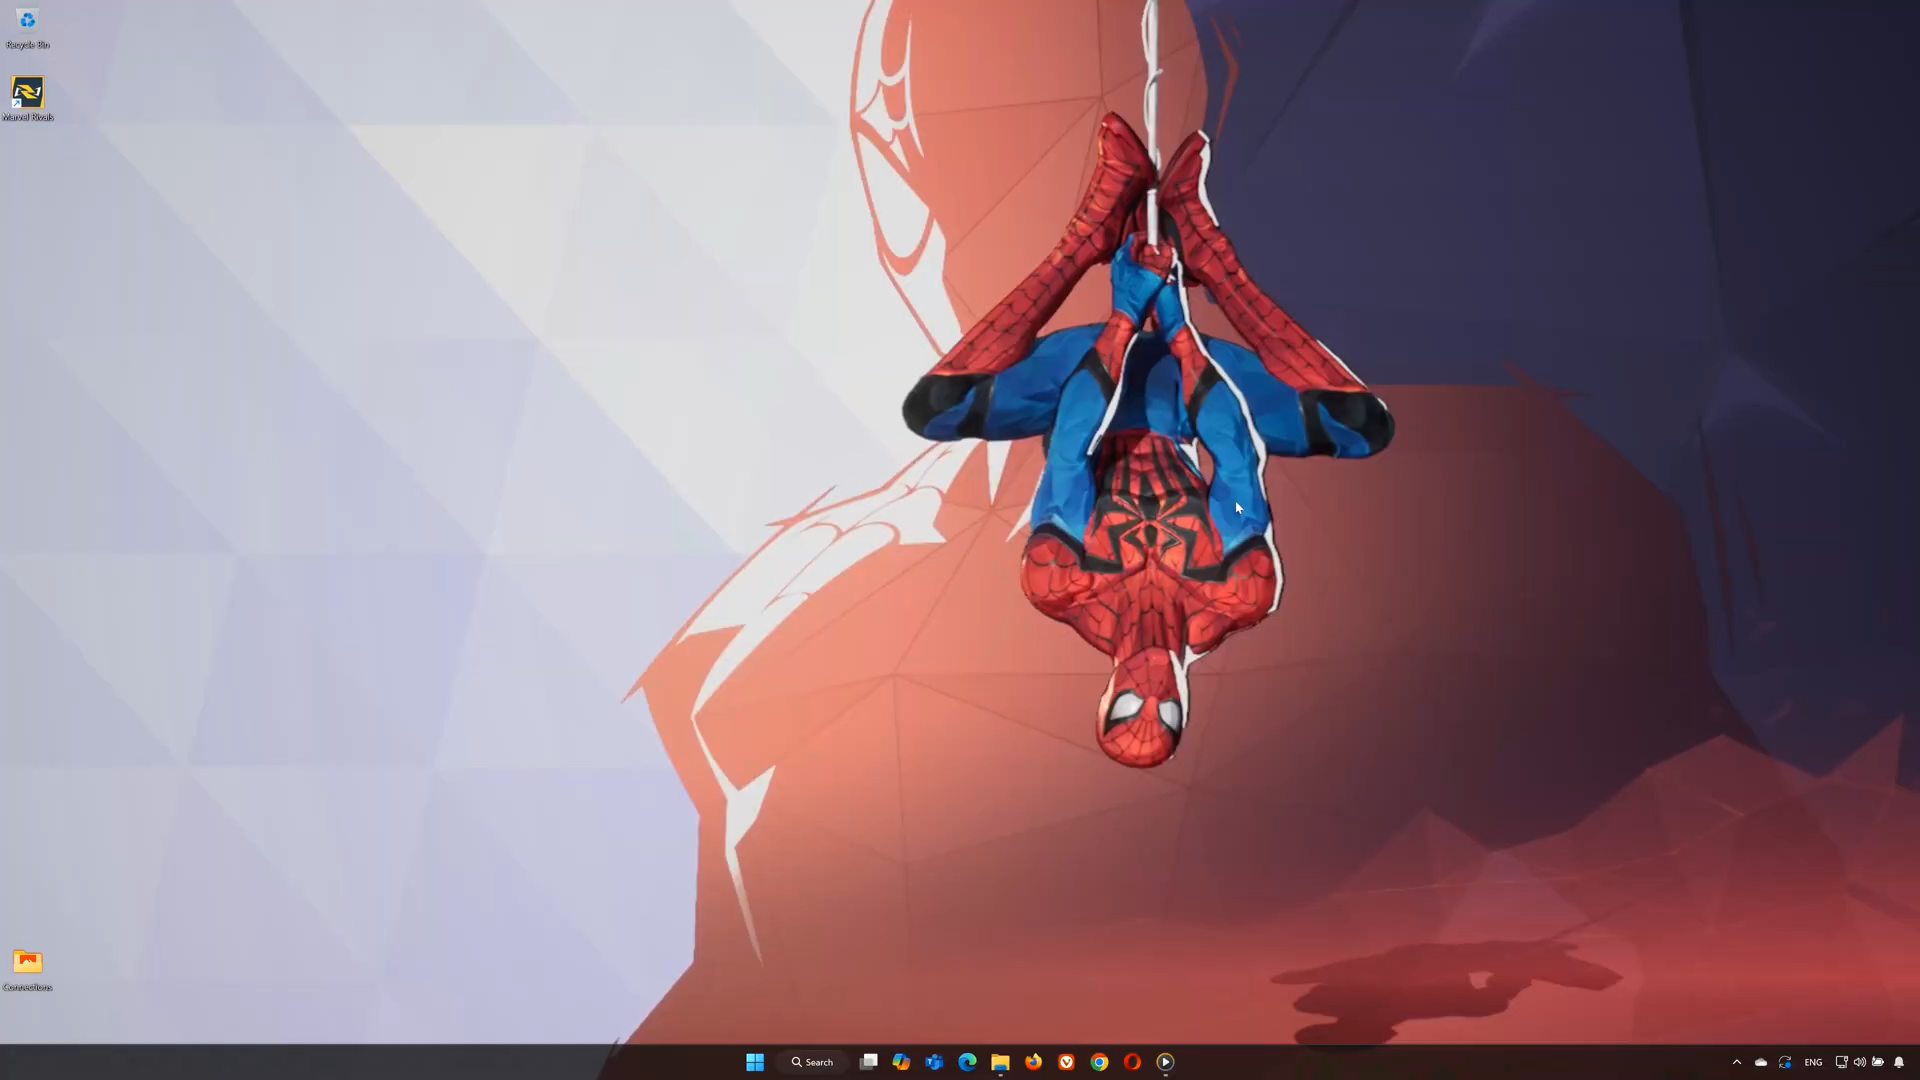 Recycle Bin
Marvel Rivals
Connections
Search
ENG